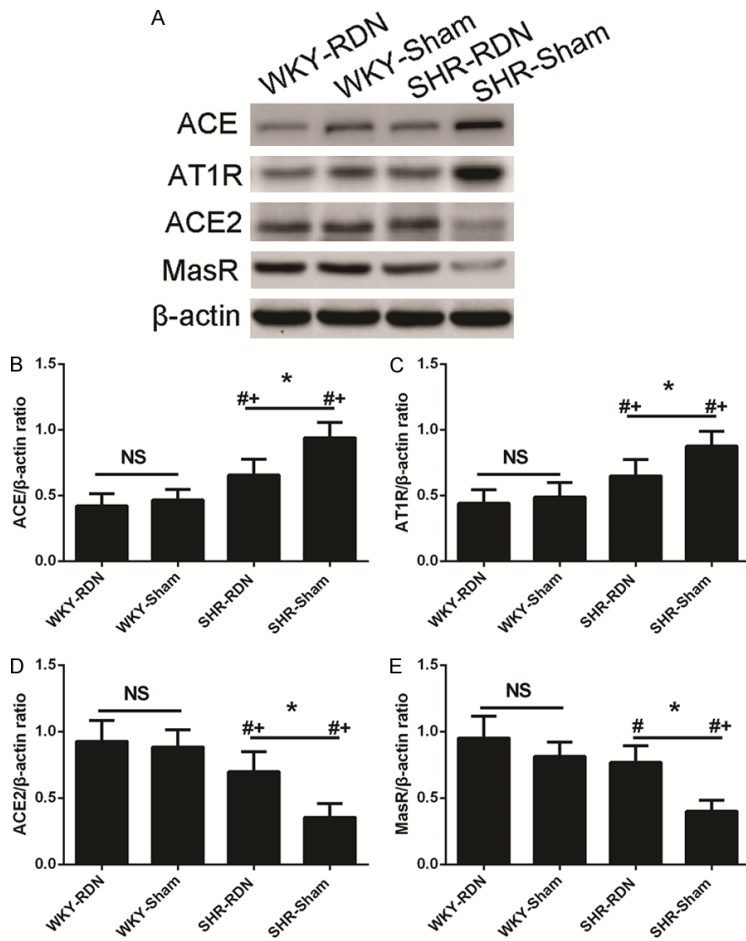 A
WKY-RDN
WKY-Sham
SHR-RDN
SHR-Sham
ACE
AT1R
ACE2
MasR
β-actin
B
ACE/β-actin ratio
1.5
1.0
0.5
0.0
NS
#+
*
#+
WKY-RDN
WKY-Sham
SHR-RDN
SHR-Sham
C
AT1R/β-actin ratio
1.5
1.0
0.5
0.0
NS
#+
*
#+
WKY-RDN
WKY-Sham
SHR-RDN
SHR-Sham
D
ACE2/β-actin ratio
1.5
1.0
0.5
0.0
NS
#+
*
#+
WKY-RDN
WKY-Sham
SHR-RDN
SHR-Sham
E
MasR/β-actin ratio
1.5
1.0
0.5
0.0
NS
#
*
#+
WKY-RDN
WKY-Sham
SHR-RDN
SHR-Sham